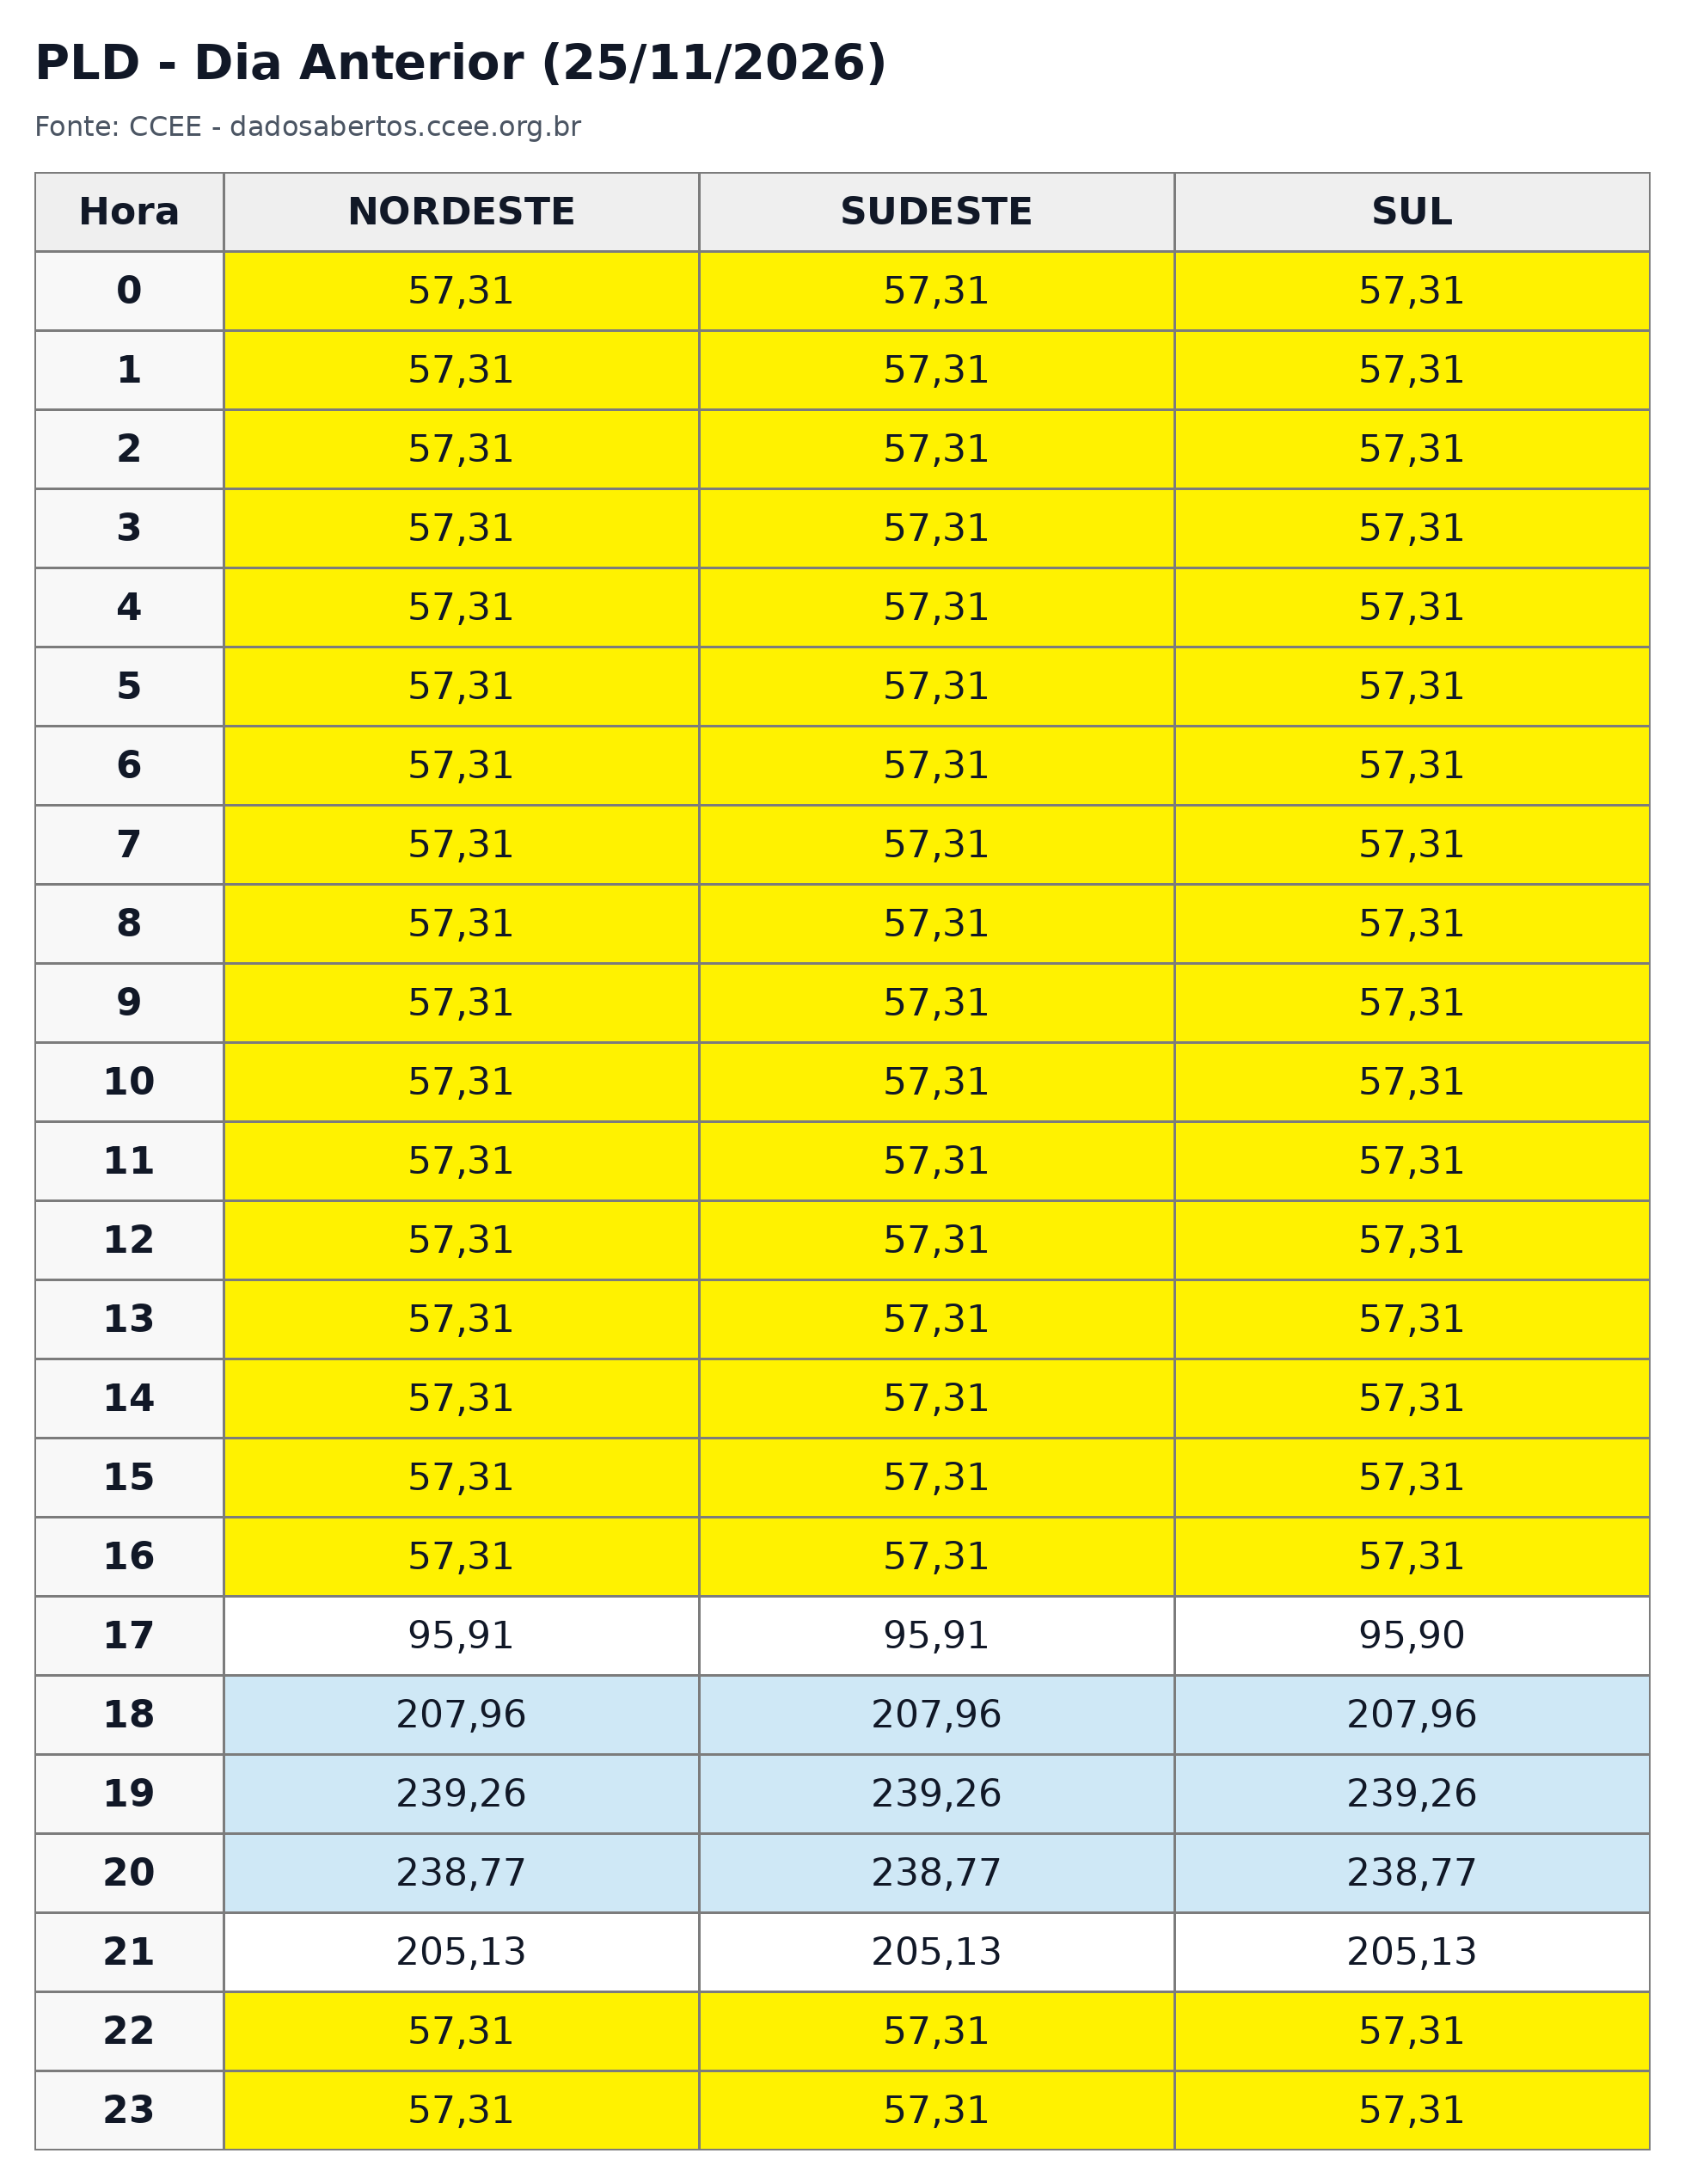 PLD - Dia Anterior (25/11/2026)
Fonte: CCEE - dadosabertos.ccee.org.br
Hora NORDESTE SUDESTE SUL
0 57,31 57,31 57,31
1 57,31 57,31 57,31
2 57,31 57,31 57,31
3 57,31 57,31 57,31
4 57,31 57,31 57,31
5 57,31 57,31 57,31
6 57,31 57,31 57,31
7 57,31 57,31 57,31
8 57,31 57,31 57,31
9 57,31 57,31 57,31
10 57,31 57,31 57,31
11 57,31 57,31 57,31
12 57,31 57,31 57,31
13 57,31 57,31 57,31
14 57,31 57,31 57,31
15 57,31 57,31 57,31
16 57,31 57,31 57,31
17 95,91 95,91 95,90
18 207,96 207,96 207,96
19 239,26 239,26 239,26
20 238,77 238,77 238,77
21 205,13 205,13 205,13
22 57,31 57,31 57,31
23 57,31 57,31 57,31